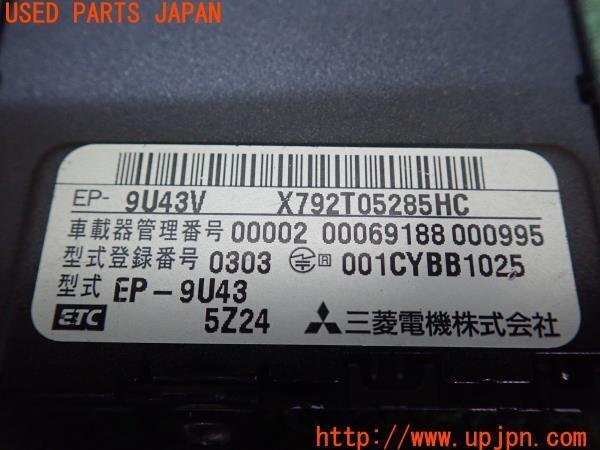 USED PARTS JAPAN
EP- 9U43V X792T05285HC
車載器管理番号 00002 00069188 000995
型式登録番号 0303 R 001CYBB1025
型式 EP-9U43
ETC 5Z24 三菱電機株式会社
http://www.upjpn.com/